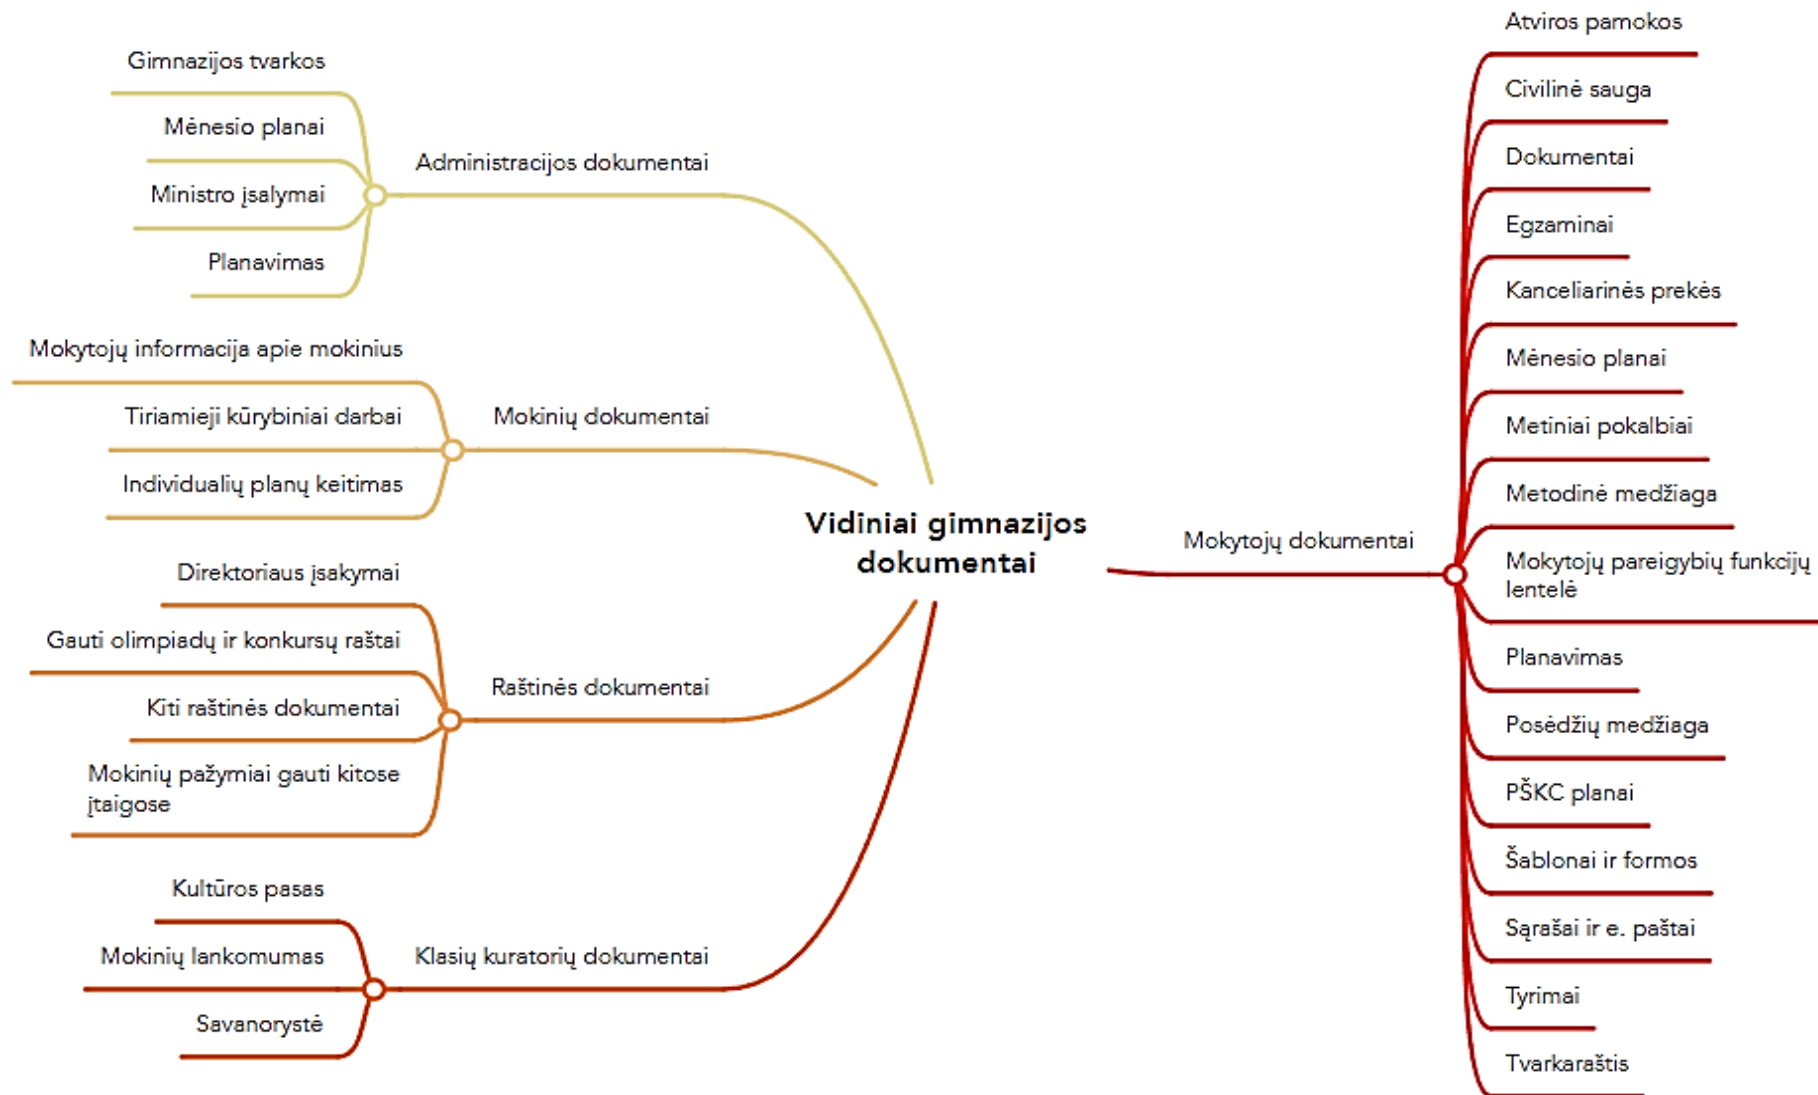 Gimnazijos tvarkos
Mėnesio planai
Ministro įsalymai
Planavimas
Administracijos dokumentai
Mokytojų informacija apie mokinius
Tiriamieji kūrybiniai darbai
Individualių planų keitimas
Mokinių dokumentai
Direktoriaus įsakymai
Gauti olimpiadų ir konkursų raštai
Kiti raštinės dokumentai
Mokinių pažymiai gauti kitose
įtaigose
Raštinės dokumentai
Kultūros pasas
Mokinių lankomumas
Savanorystė
Klasių kuratorių dokumentai
Vidiniai gimnazijos
dokumentai
Mokytojų dokumentai
Atviros pamokos
Civilinė sauga
Dokumentai
Egzaminai
Kanceliarinės prekės
Mėnesio planai
Metiniai pokalbiai
Metodinė medžiaga
Mokytojų pareigybių funkcijų
lentelė
Planavimas
Posėdžių medžiaga
PŠKC planai
Šablonai ir formos
Sąrašai ir e. paštai
Tyrimai
Tvarkaraštis